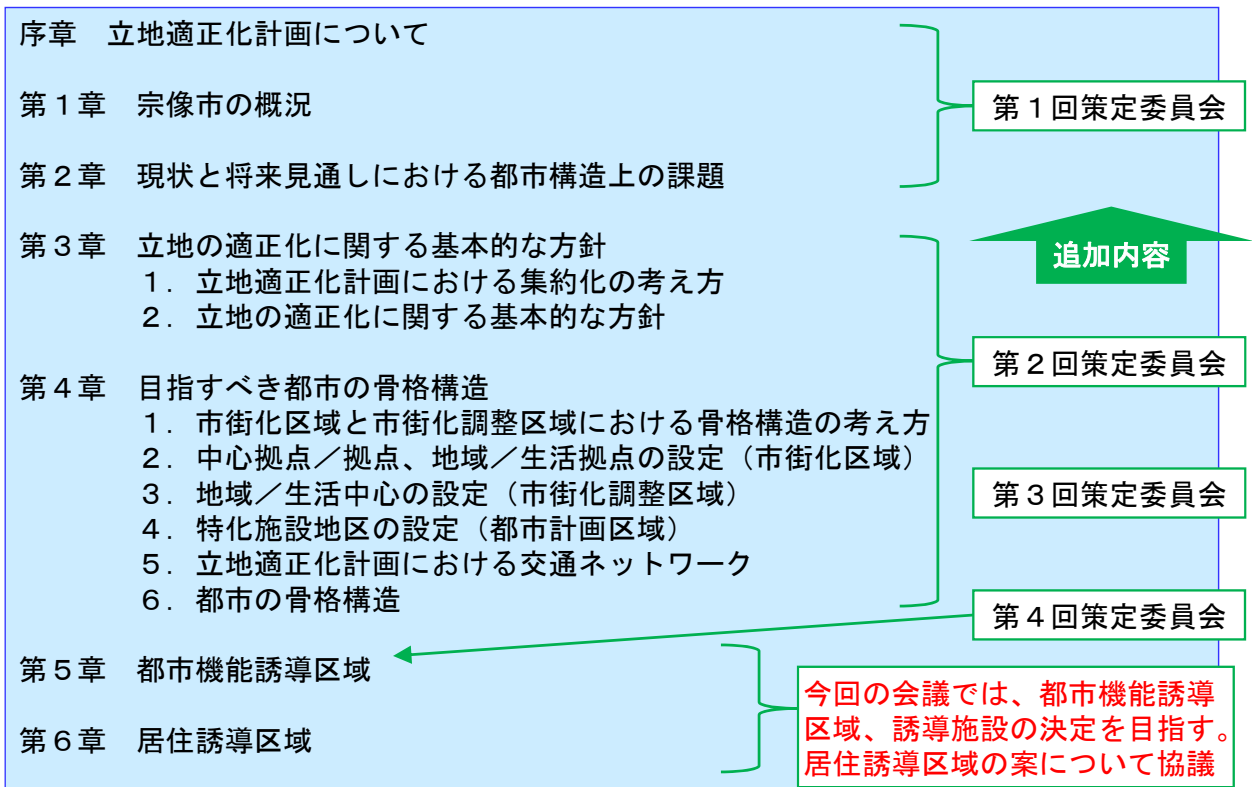 序章　立地適正化計画について
第１章　宗像市の概況
第１回策定委員会
第２章　現状と将来見通しにおける都市構造上の課題
追加内容
第３章　立地の適正化に関する基本的な方針
１．立地適正化計画における集約化の考え方
２．立地の適正化に関する基本的な方針
第２回策定委員会
第４章　目指すべき都市の骨格構造
１．市街化区域と市街化調整区域における骨格構造の考え方
２．中心拠点／拠点、地域／生活拠点の設定（市街化区域）
３．地域／生活中心の設定（市街化調整区域）
４．特化施設地区の設定（都市計画区域）
５．立地適正化計画における交通ネットワーク
６．都市の骨格構造
第３回策定委員会
第４回策定委員会
第５章　都市機能誘導区域
第６章　居住誘導区域
今回の会議では、都市機能誘導
区域、誘導施設の決定を目指す。
居住誘導区域の案について協議